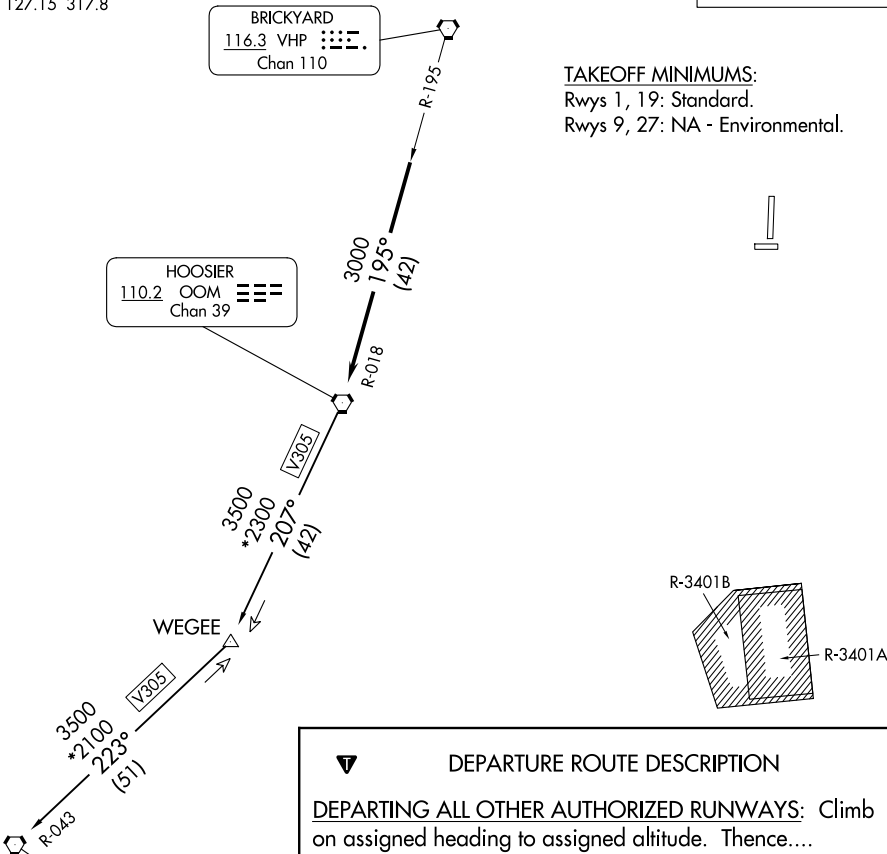 127.15 317.8
BRICKYARD
116.3 VHP
Chan 110
R-195
TAKEOFF MINIMUMS:
Rwys 1, 19: Standard.
Rwys 9, 27: NA - Environmental.
3000
195°
(42)
HOOSIER
110.2 OOM
Chan 39
R-018
V305
3500
*2300
207°
(42)
R-3401B
R-3401A
WEGEE
V305
3500
*2100
223°
(51)
R-043
T DEPARTURE ROUTE DESCRIPTION
DEPARTING ALL OTHER AUTHORIZED RUNWAYS: Climb
on assigned heading to assigned altitude. Thence....